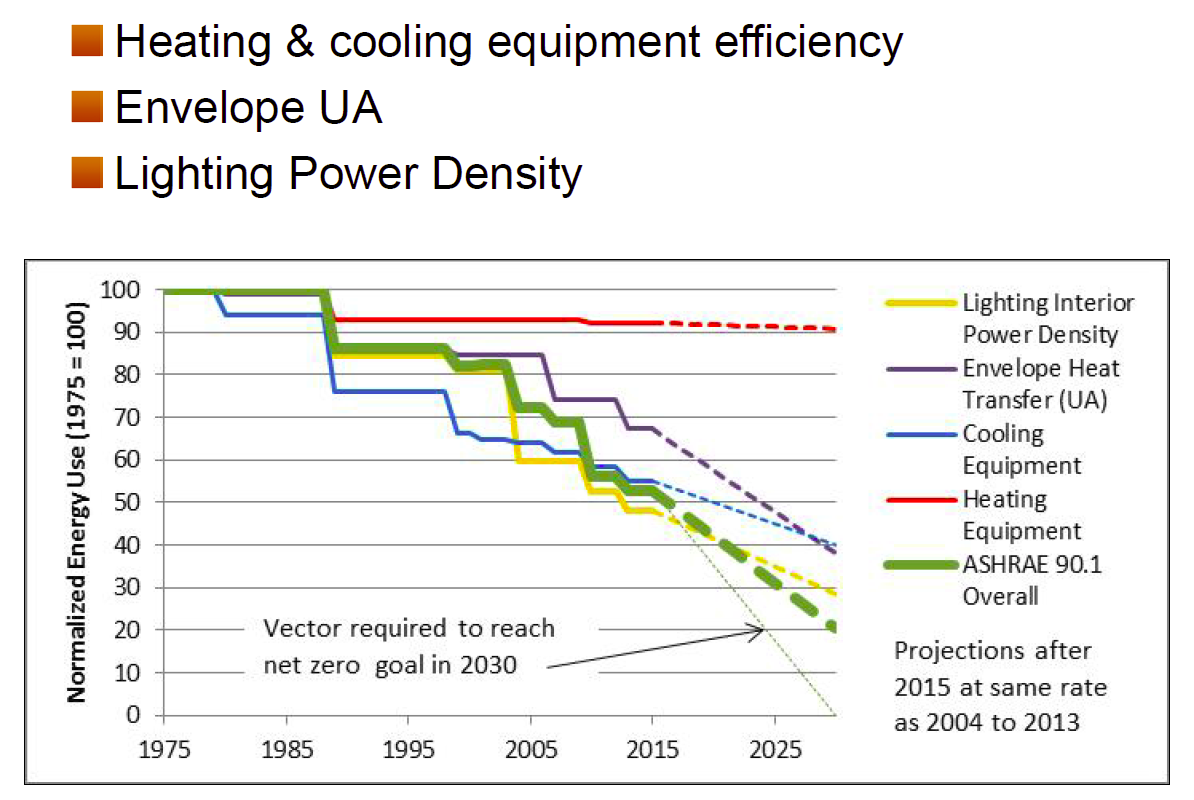 Heating & cooling equipment efficiency
Envelope UA
Lighting Power Density
Normalized Energy Use (1975 = 100)
100
90
80
70
60
50
40
30
20
10
0
1975
1985
1995
2005
2015
2025
Vector required to reach
net zero goal in 2030
Lighting Interior
Power Density
Envelope Heat
Transfer (UA)
Cooling
Equipment
Heating
Equipment
ASHRAE 90.1
Overall
Projections after
2015 at same rate
as 2004 to 2013